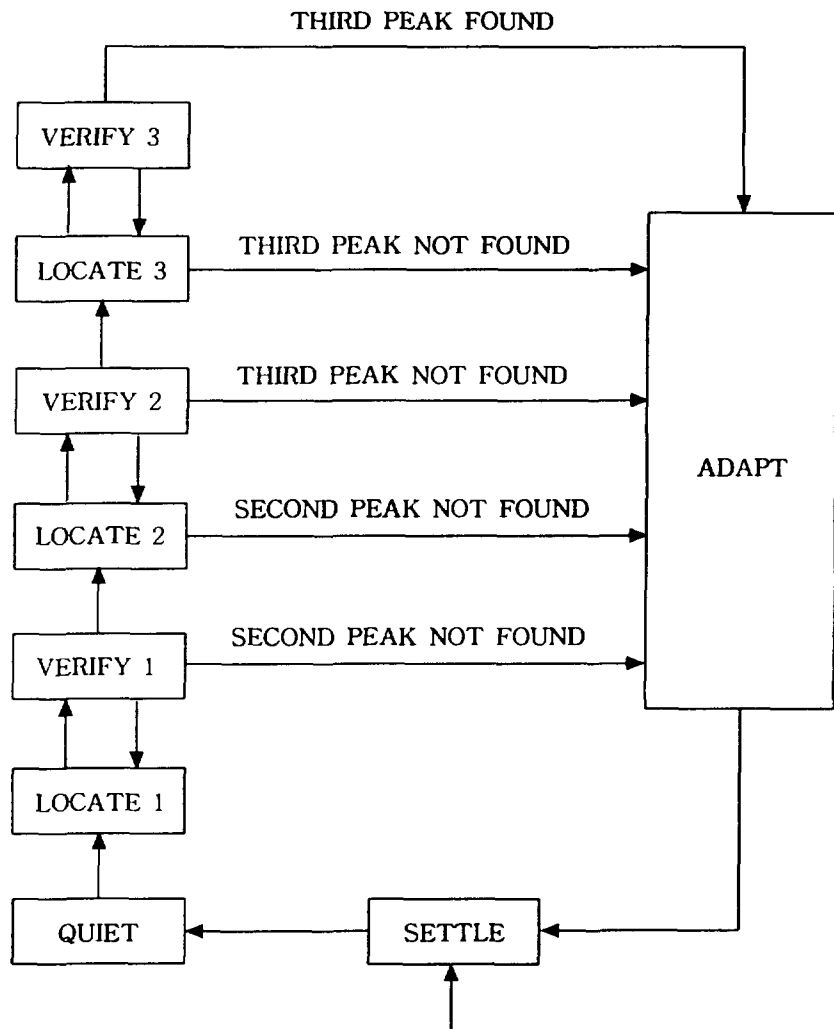 THIRD PEAK FOUND
VERIFY 3
THIRD PEAK NOT FOUND
LOCATE 3
THIRD PEAK NOT FOUND
VERIFY 2
ADAPT
SECOND PEAK NOT FOUND
LOCATE 2
SECOND PEAK NOT FOUND
VERIFY 1
LOCATE 1
QUIET
SETTLE